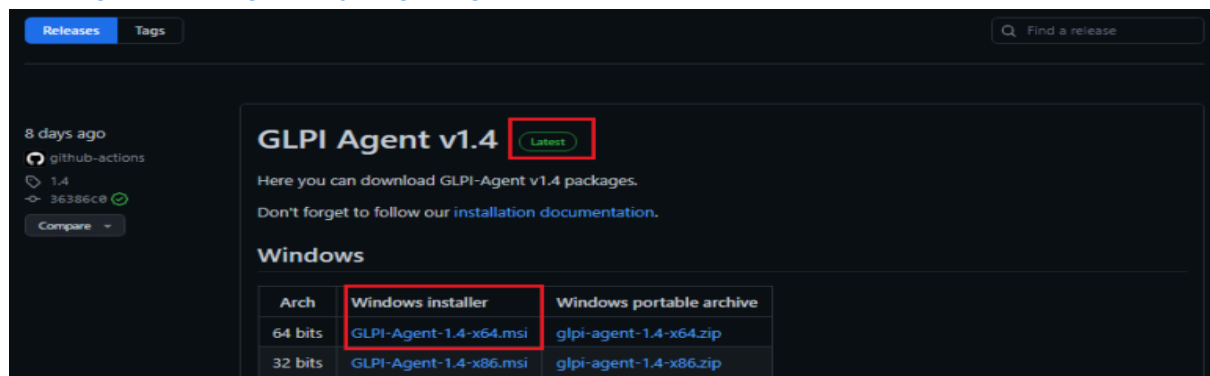 Releases Tags Find a release
8 days ago
github-actions
1.4
36386c0
Compare
GLPI Agent v1.4 Latest
Here you can download GLPI-Agent v1.4 packages.
Don't forget to follow our installation documentation.
Windows
Arch Windows installer Windows portable archive
64 bits GLPI-Agent-1.4-x64.msi glpi-agent-1.4-x64.zip
32 bits GLPI-Agent-1.4-x86.msi glpi-agent-1.4-x86.zip